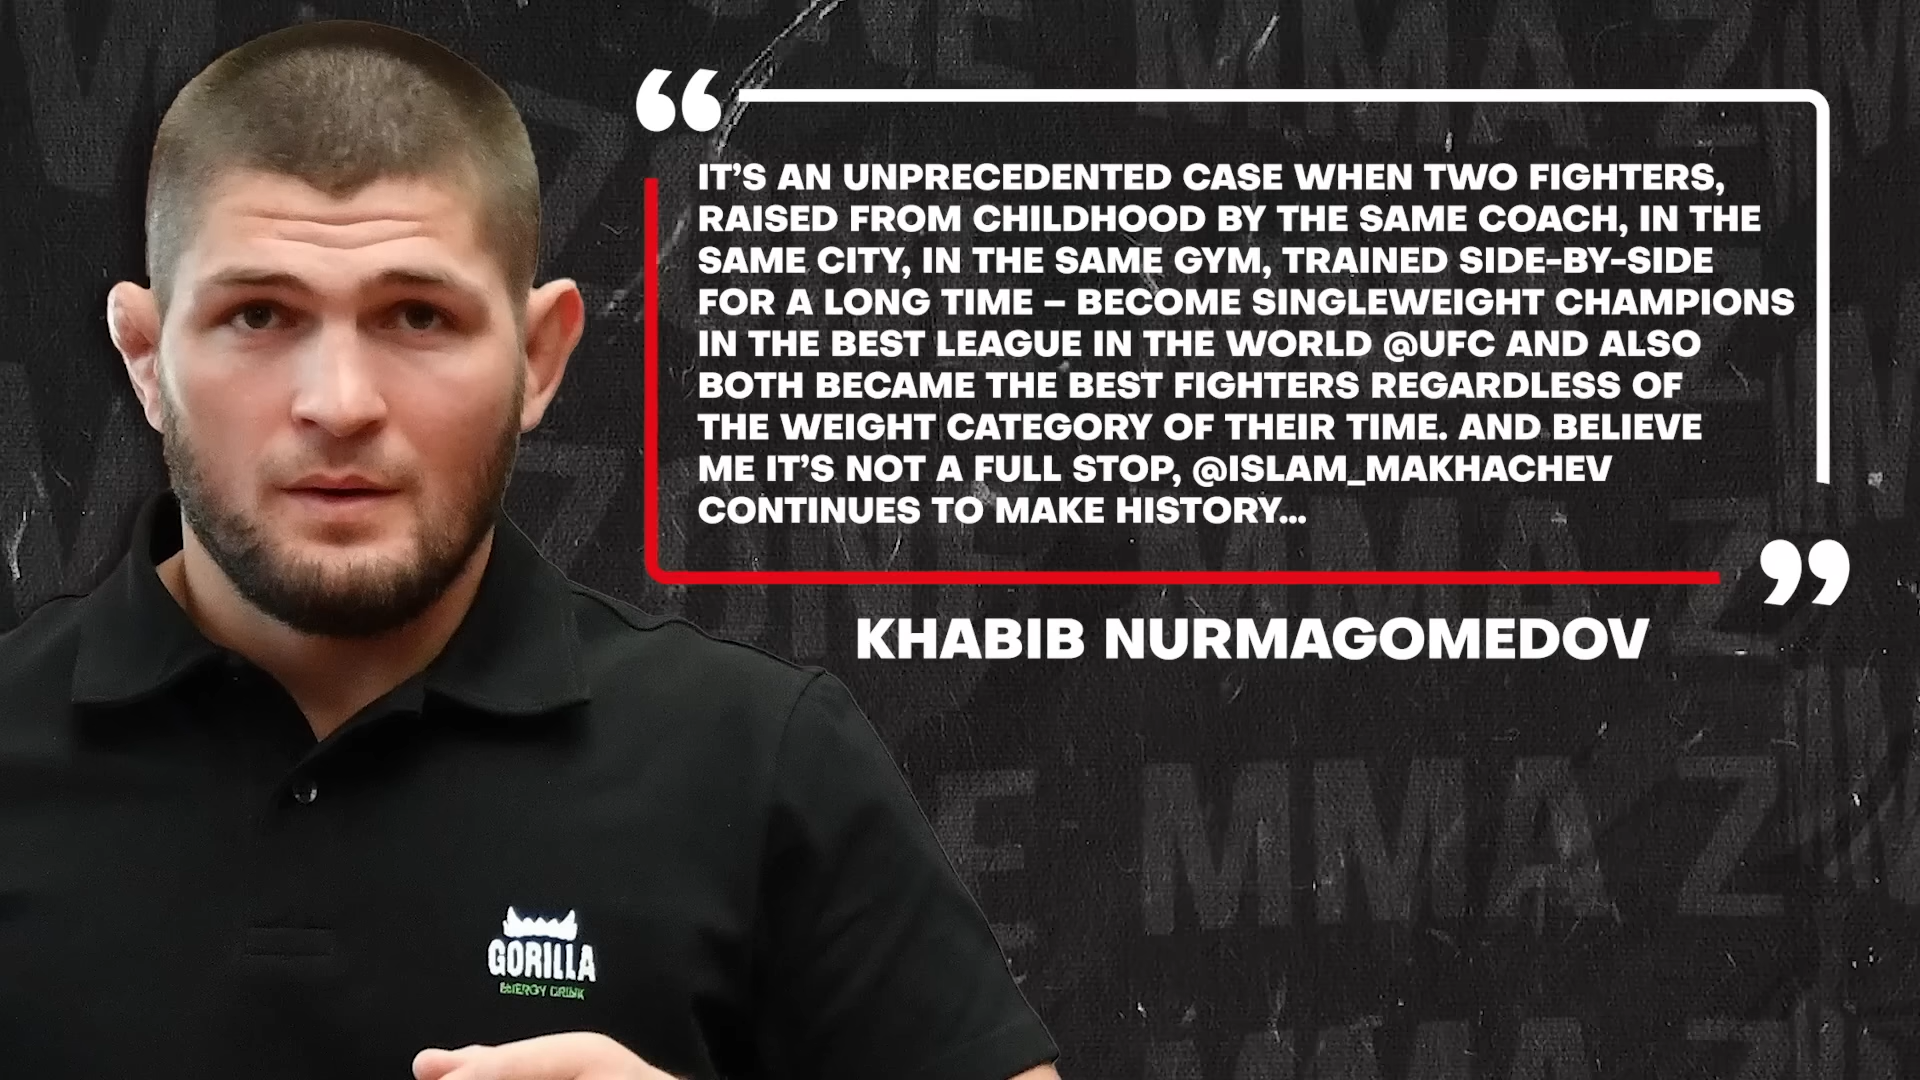 IT’S AN UNPRECEDENTED CASE WHEN TWO FIGHTERS,
RAISED FROM CHILDHOOD BY THE SAME COACH, IN THE
SAME CITY, IN THE SAME GYM, TRAINED SIDE-BY-SIDE
FOR A LONG TIME – BECOME SINGLEWEIGHT CHAMPIONS
IN THE BEST LEAGUE IN THE WORLD @UFC AND ALSO
BOTH BECAME THE BEST FIGHTERS REGARDLESS OF
THE WEIGHT CATEGORY OF THEIR TIME. AND BELIEVE
ME IT’S NOT A FULL STOP, @ISLAM_MAKHACHEV
CONTINUES TO MAKE HISTORY...
KHABIB NURMAGOMEDOV
GORILLA
ENERGY DRINK
MMA